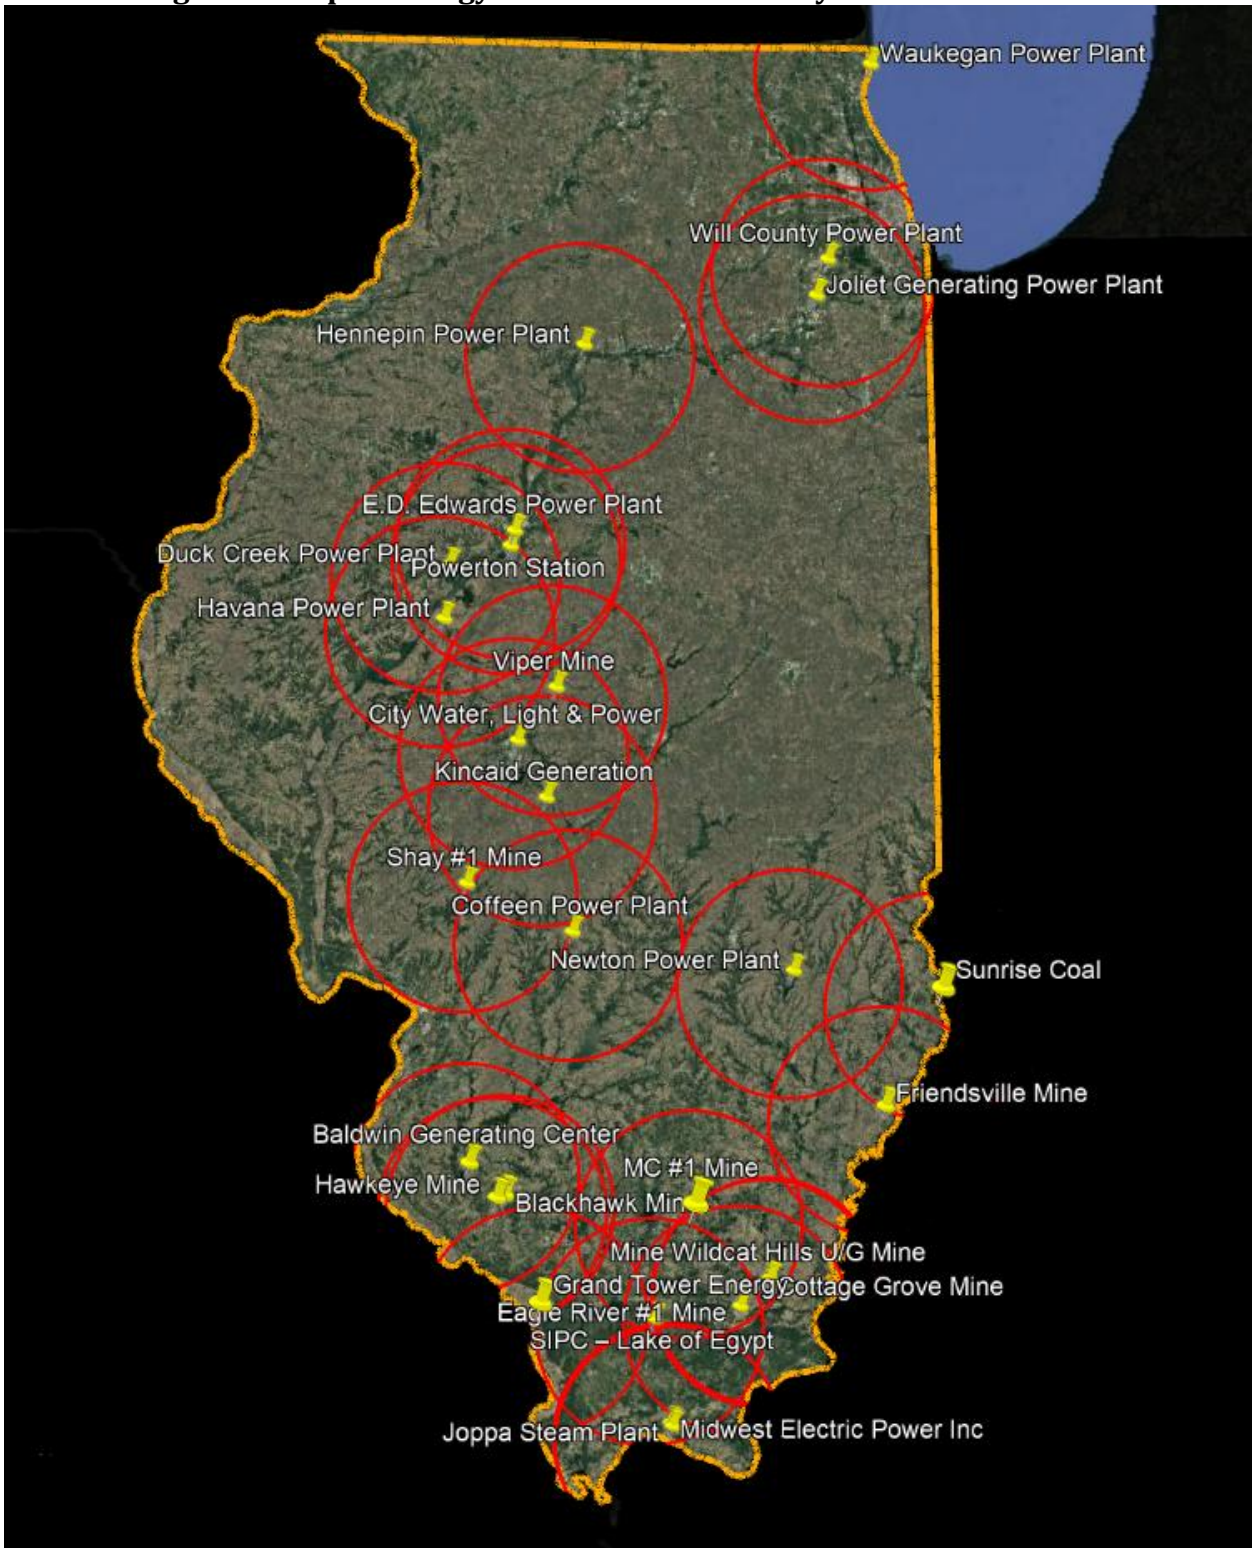 Waukegan Power Plant
Will County Power Plant
Joliet Generating Power Plant
Hennepin Power Plant
E.D. Edwards Power Plant
Duck Creek Power Plant
Powerton Station
Havana Power Plant
Viper Mine
City Water, Light & Power
Kincaid Generation
Shay #1 Mine
Coffeen Power Plant
Newton Power Plant
Sunrise Coal
Friendsville Mine
Baldwin Generating Center
MC #1 Mine
Hawkeye Mine
Blackhawk Min
Mine Wildcat Hills U/G Mine
Grand Tower Energy
Cottage Grove Mine
Eagle River #1 Mine
SIPC – Lake of Egypt
Joppa Steam Plant
Midwest Electric Power Inc